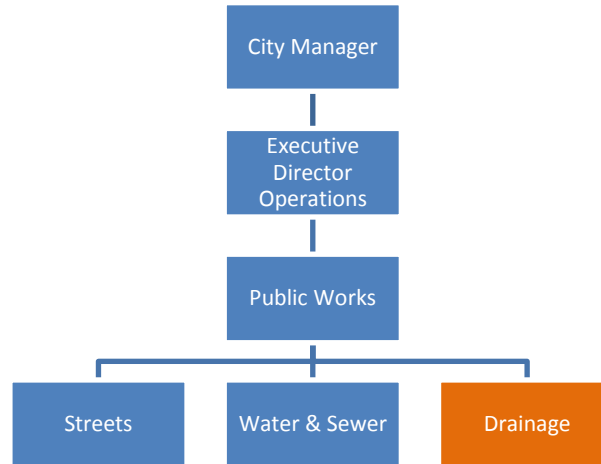 City Manager
Executive
Director
Operations
Public Works
Streets
Water & Sewer
Drainage